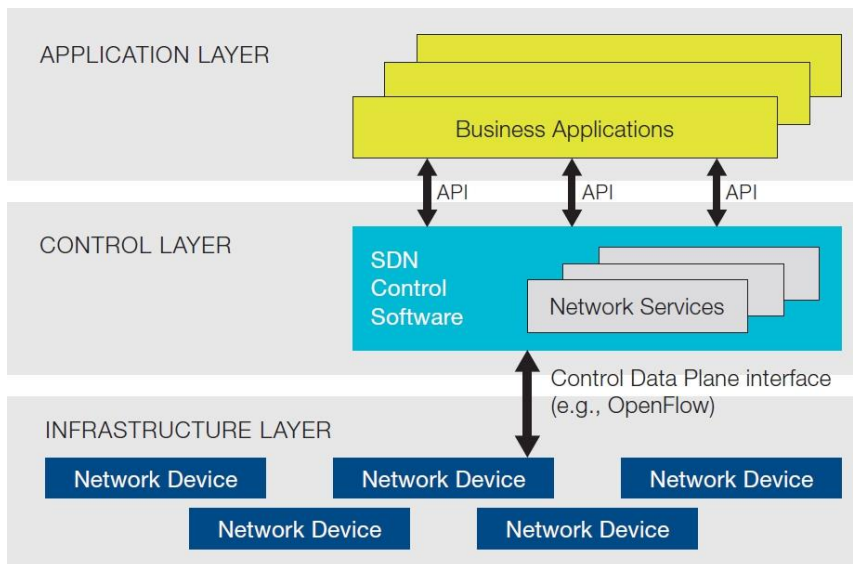 APPLICATION LAYER
Business Applications
API
API
API
CONTROL LAYER
SDN
Control
Software
Network Services
Control Data Plane interface
(e.g., OpenFlow)
INFRASTRUCTURE LAYER
Network Device
Network Device
Network Device
Network Device
Network Device